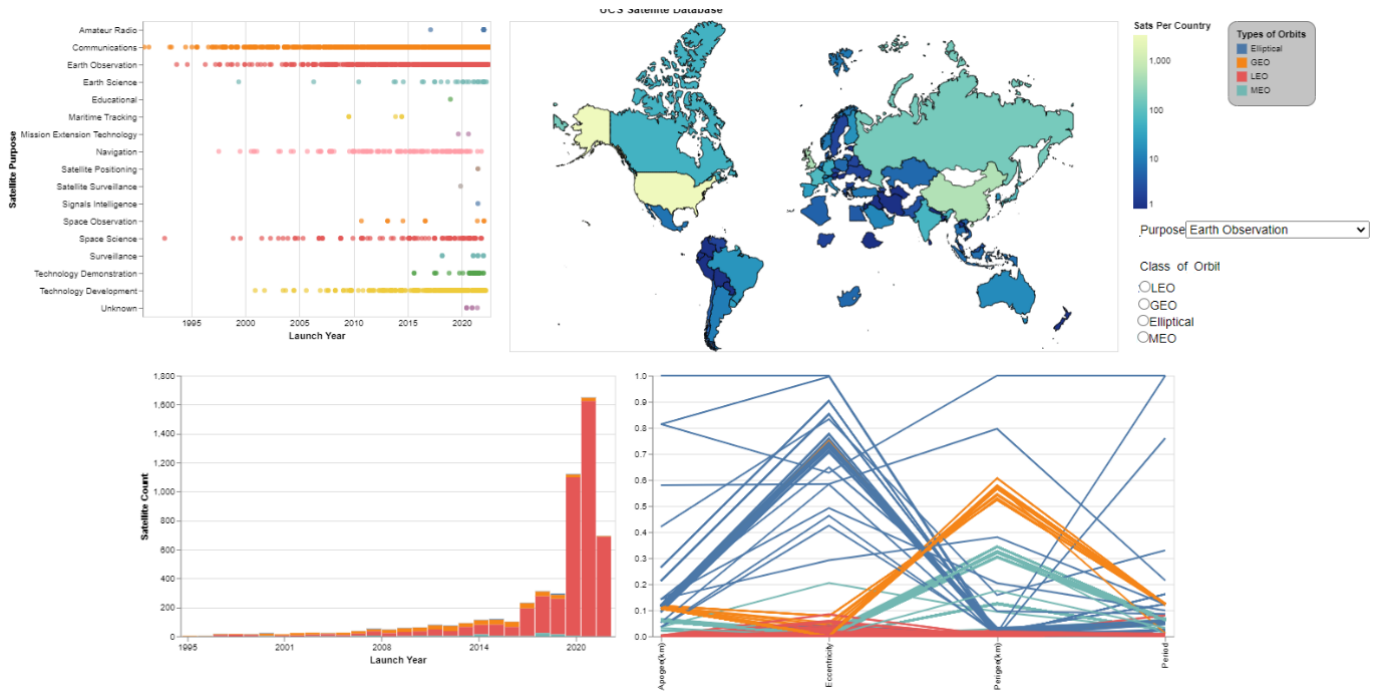 UCS Satellite Database
Satellite Purpose
Amateur Radio
Communications
Earth Observation
Earth Science
Educational
Maritime Tracking
Mission Extension Technology
Navigation
Satellite Positioning
Satellite Surveillance
Signals Intelligence
Space Observation
Space Science
Surveillance
Technology Demonstration
Technology Development
Unknown
1995 2000 2005 2010 2015 2020
Launch Year
Sats Per Country
1,000
100
10
1
Types of Orbits
Elliptical
GEO
LEO
MEO
Purpose Earth Observation
Class of Orbit
LEO
GEO
Elliptical
MEO
Satellite Count
1,800
1,600
1,400
1,200
1,000
800
600
400
200
0
1995 2001 2008 2014 2020
Launch Year
1.0
0.9
0.8
0.7
0.6
0.5
0.4
0.3
0.2
0.1
0.0
Apogee(km)
Eccentricity
Perigee(km)
Period